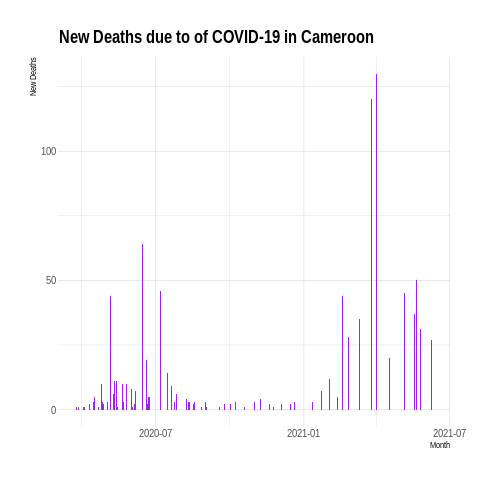 New Deaths due to of COVID-19 in Cameroon
New Deaths
100
50
0
2020-07
2021-01
2021-07
Month